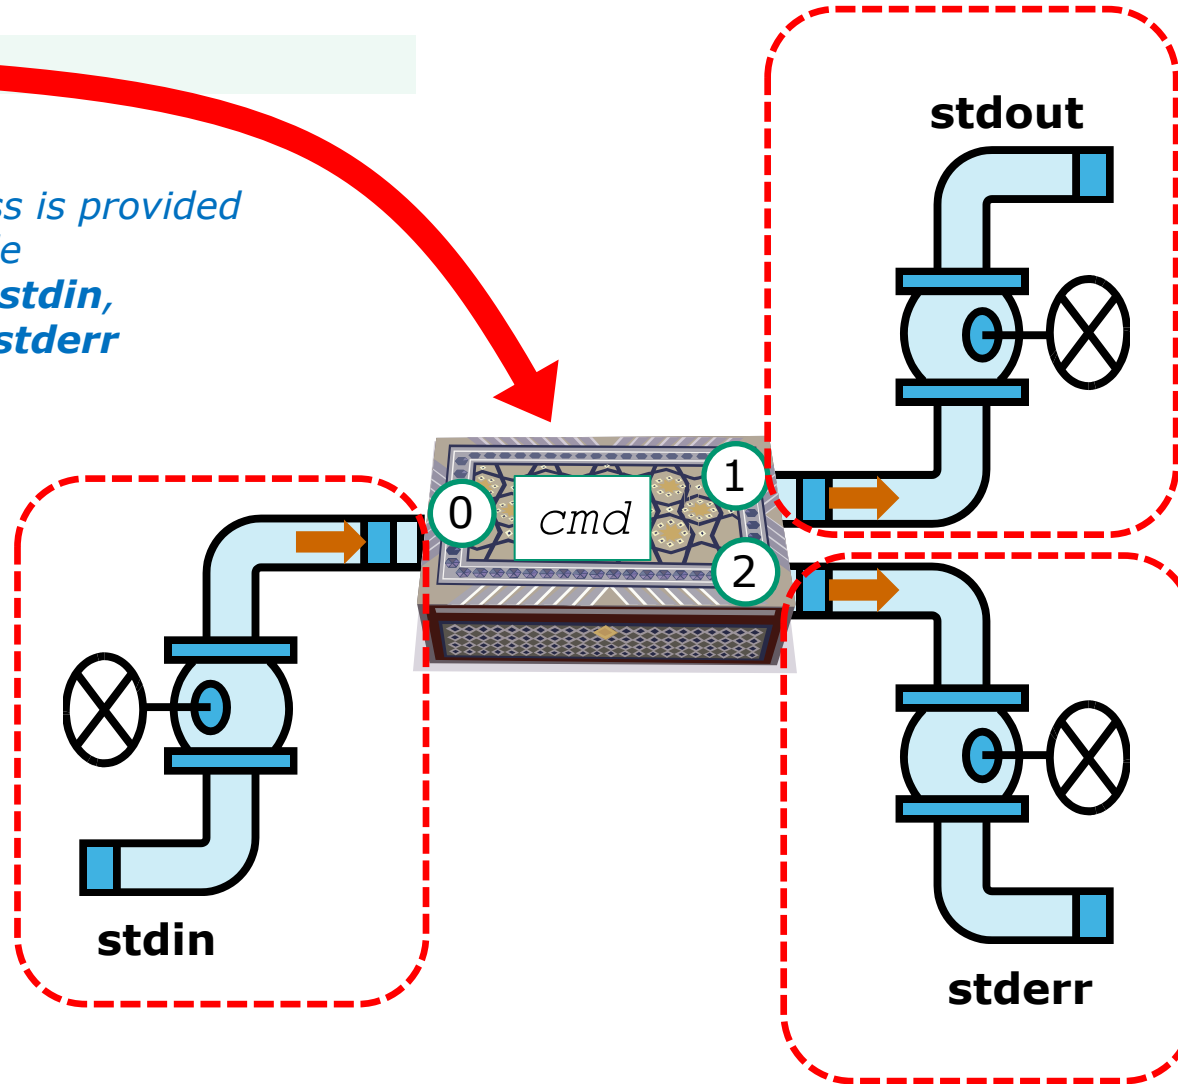 stdout
ss is provided
stdin,
stderr
1
0
cmd
2
stdin
stderr